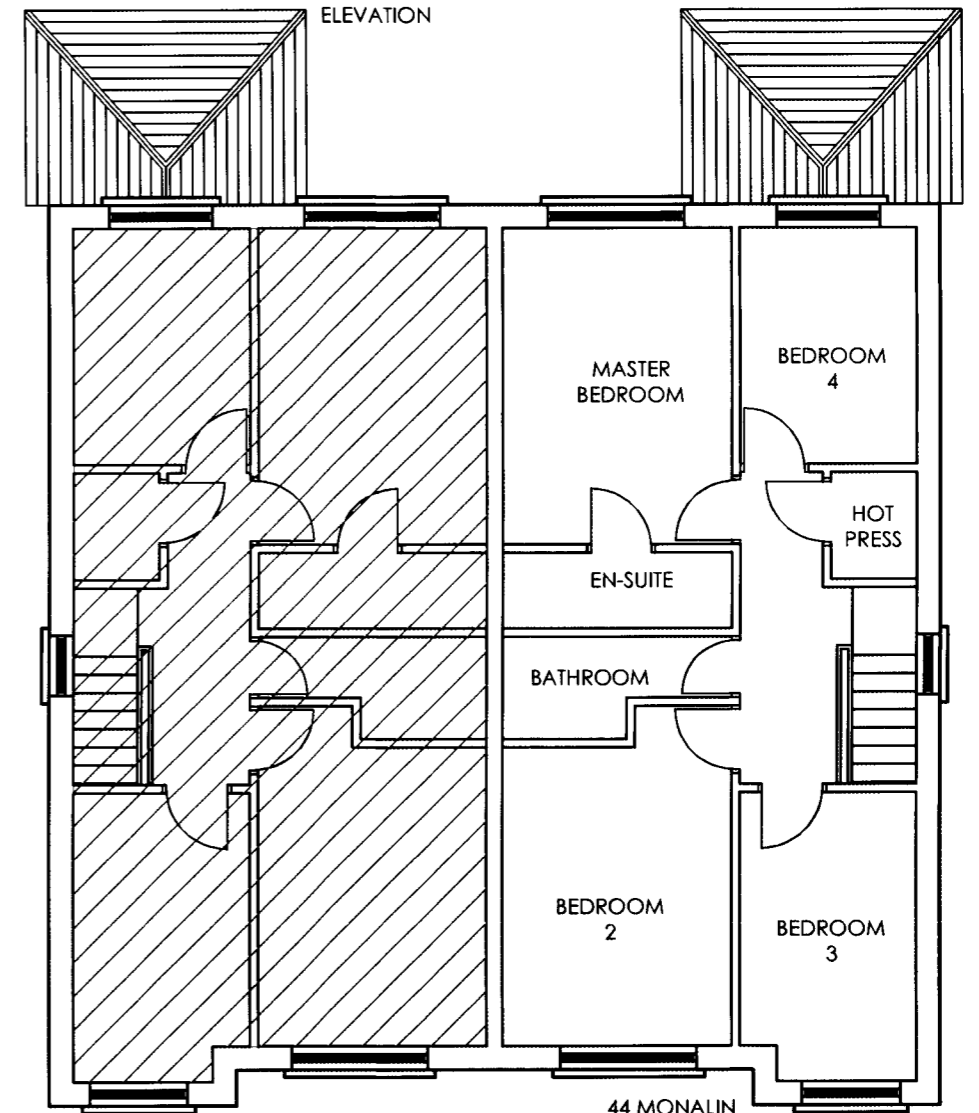 ELEVATION
MASTER
BEDROOM
BEDROOM
4
HOT
PRESS
EN-SUITE
BATHROOM
BEDROOM
2
BEDROOM
3
44 MONALIN